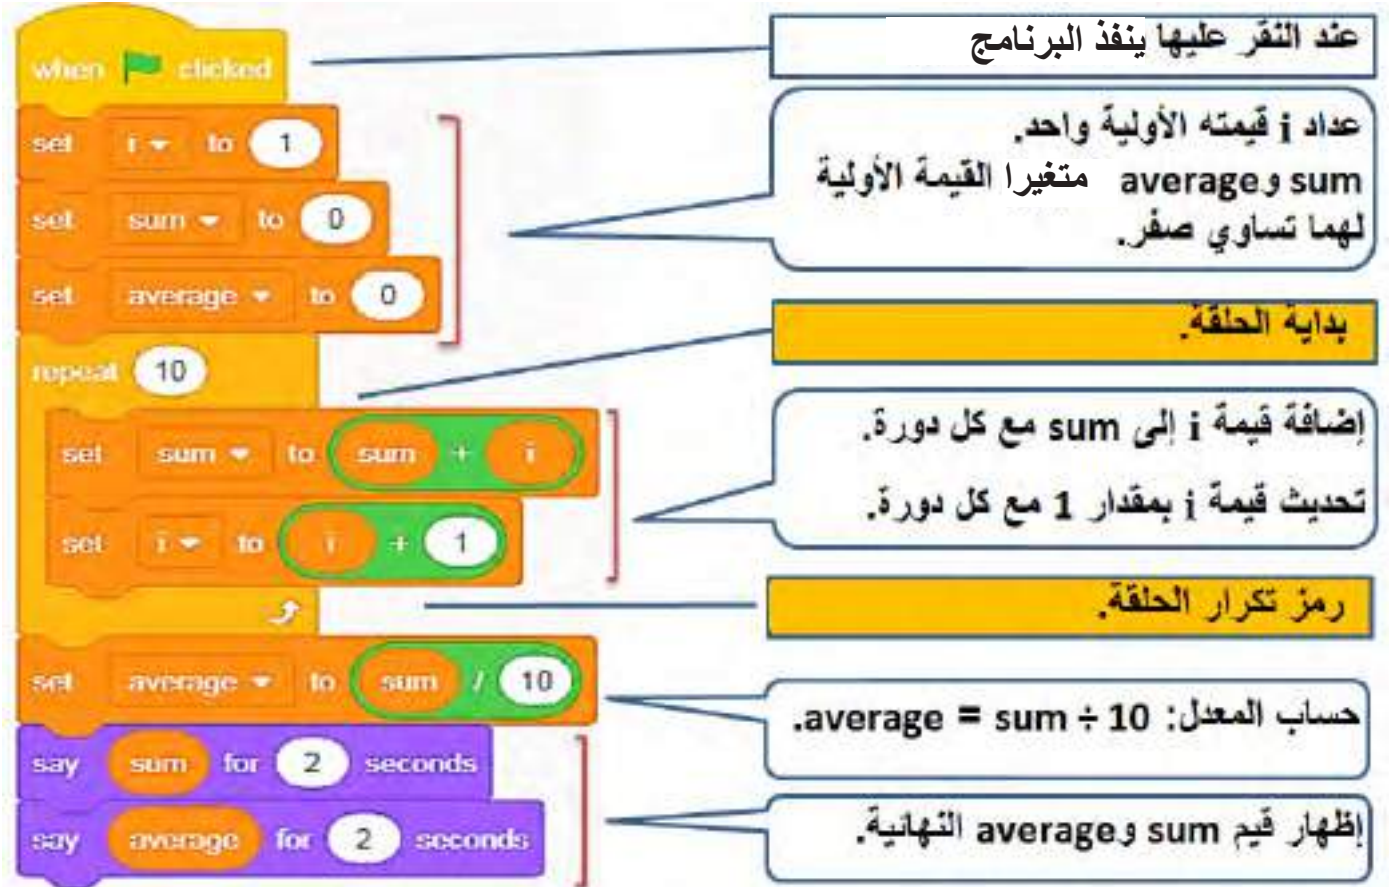 when clicked
عند النقر عليها ينفذ البرنامج
set i to 1
set sum to 0
set average to 0
عداد i قيمته الأولية واحد.
sum وaverage متغيرا القيمة الأولية
لهما تساوي صفر.
repeat 10
بداية الحلقة.
set sum to sum + i
set i to i + 1
إضافة قيمة i إلى sum مع كل دورة.
تحديث قيمة i بمقدار 1 مع كل دورة.
رمز تكرار الحلقة.
set average to sum / 10
حساب المعدل: average = sum ÷ 10.
say sum for 2 seconds
say average for 2 seconds
إظهار قيم sum وaverage النهائية.